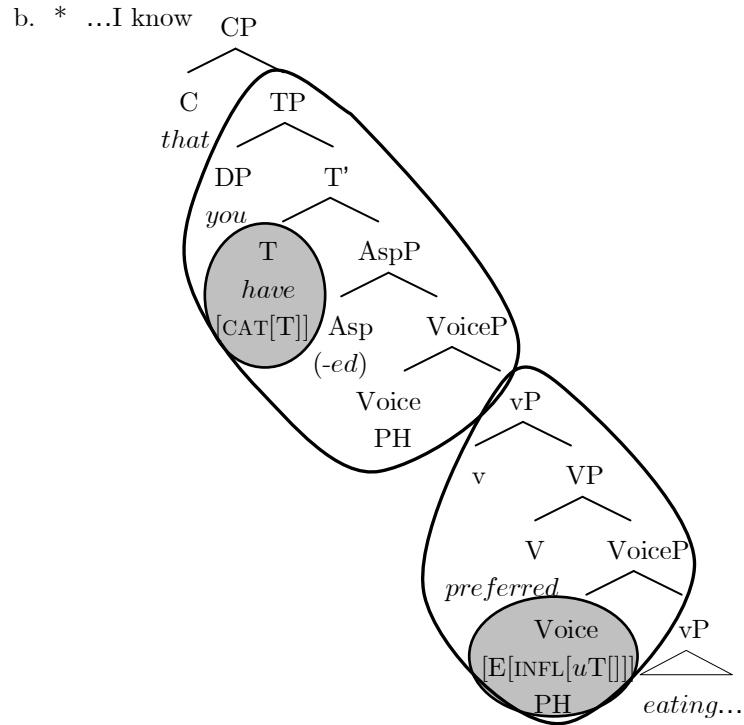 b. * …I know
CP
C TP
that
DP T'
you
T AspP
have
[CAT[T]] Asp VoiceP
(-ed)
Voice vP
PH
v VP
V VoiceP
preferred
Voice vP
[E[INFL[uT[]]]]
PH eating…